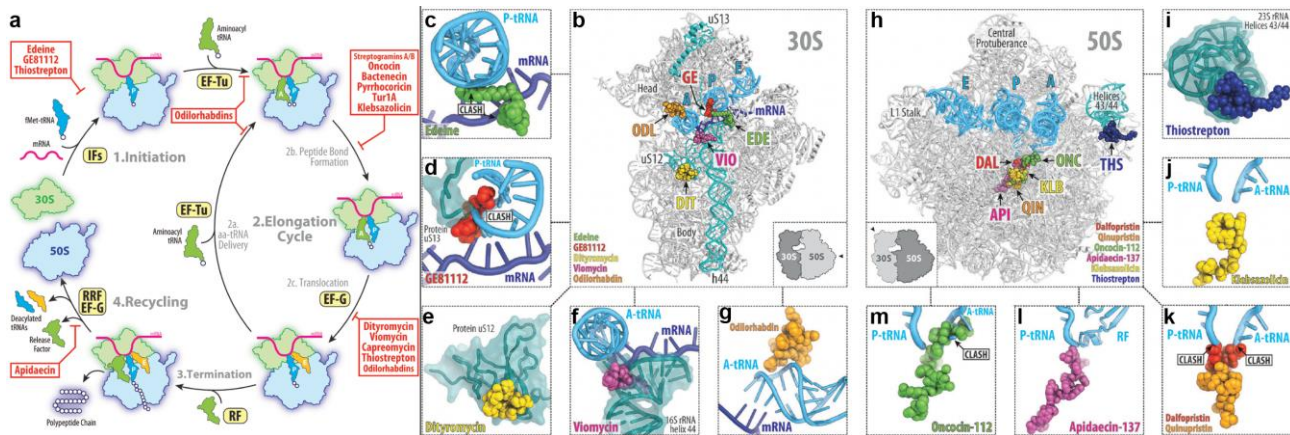 a
Edeine
GE81112
Thiostrepton
Aminoacyl
tRNA
EF-Tu
Streptogramins A/B
Oncocin
Bactenecin
Pyrrhocoricin
Tur1A
Klebsazolicin
Odilorhabdins
fMet-tRNA
mRNA
IFs
1.Initiation
2b. Peptide Bond
Formation
30S
50S
EF-Tu
Aminoacyl
tRNA
2a.
aa-tRNA
Delivery
2.Elongation
Cycle
2c. Translocation
EF-G
4.Recycling
RRF
EF-G
Deacylated
tRNAs
Release
Factor
Apidaecin
Polypeptide Chain
3.Termination
RF
Dityromycin
Viomycin
Capreomycin
Thiostrepton
Odilorhabdins
c
P-tRNA
mRNA
CLASH
Edeine
d
P-tRNA
CLASH
Protein
uS13
GE81112
mRNA
e
Protein uS12
Dityromycin
b
uS13
30S
GE
A
P
E
Head
mRNA
ODL
EDE
uS12
VIO
DIT
Body
h44
Edeine
GE81112
Dityromycin
Viomycin
Odilorhabdin
30S
50S
f
A-tRNA
mRNA
Viomycin
16S rRNA
helix 44
g
Odilorhabdin
A-tRNA
mRNA
h
50S
Central
Protuberance
E
P
A
L1 Stalk
Helices
43/44
DAL
ONC
THS
KLB
QIN
API
30S
50S
Dalfopristin
Qinupristin
Oncocin-112
Apidaecin-137
Klebsazolicin
Thiostrepton
i
23S rRNA
Helices 43/44
Thiostrepton
j
P-tRNA
A-tRNA
Klebsazolicin
m
A-tRNA
P-tRNA
CLASH
Oncocin-112
l
P-tRNA
RF
Apidaecin-137
k
P-tRNA
A-tRNA
CLASH
CLASH
Dalfopristin
Qinupristin